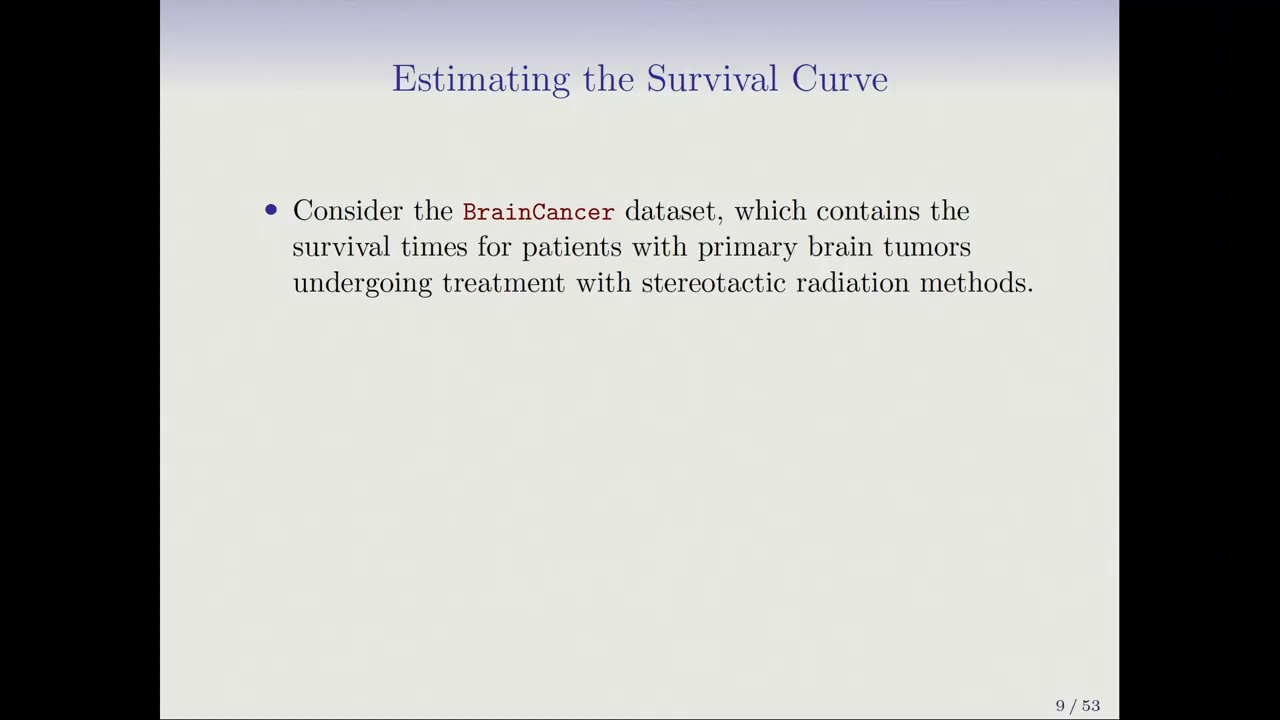 Estimating the Survival Curve
• Consider the BrainCancer dataset, which contains the
survival times for patients with primary brain tumors
undergoing treatment with stereotactic radiation methods.
9 / 53